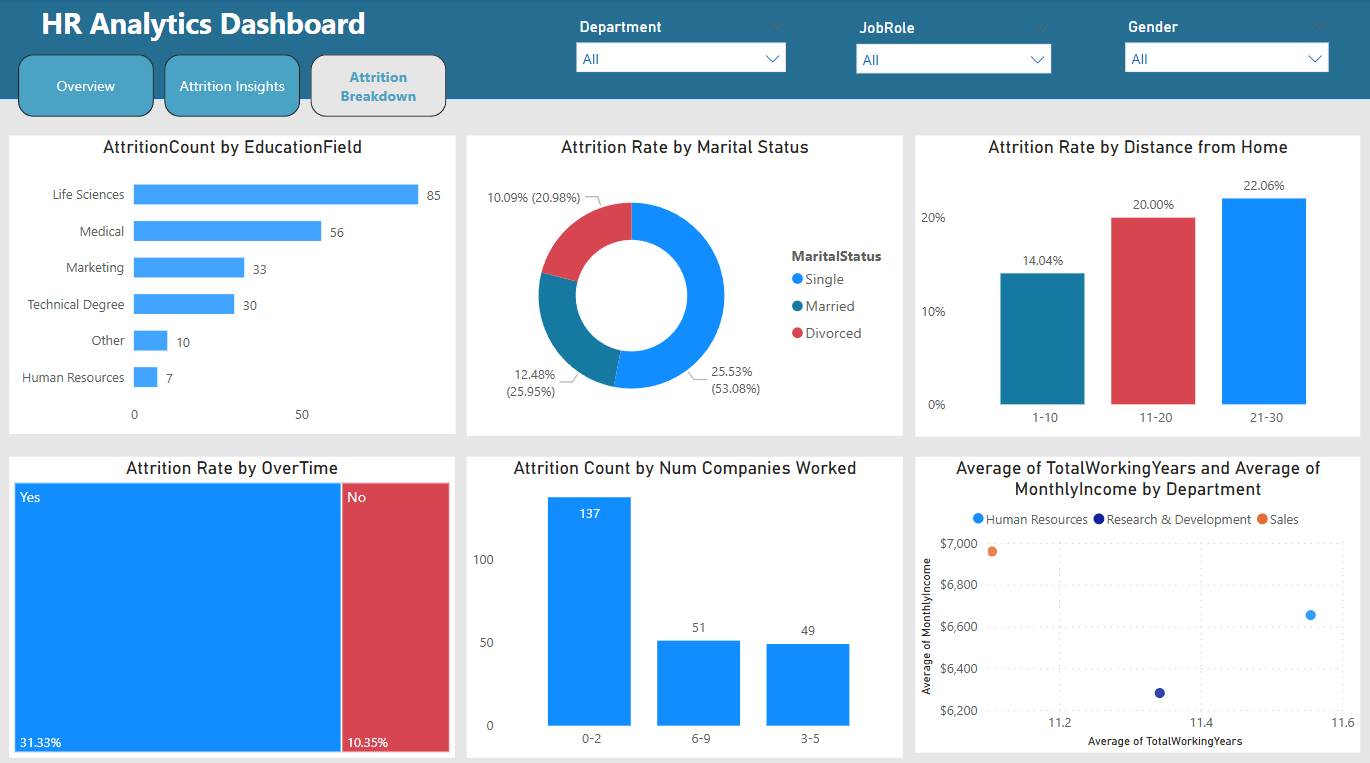 HR Analytics Dashboard
Department
All
JobRole
All
Gender
All
Overview
Attrition Insights
Attrition
Breakdown
AttritionCount by EducationField
Life Sciences
85
Medical
56
Marketing
33
Technical Degree
30
Other
10
Human Resources
7
0
50
Attrition Rate by Marital Status
10.09% (20.98%)
12.48%
(25.95%)
25.53%
(53.08%)
MaritalStatus
Single
Married
Divorced
Attrition Rate by Distance from Home
20%
10%
0%
14.04%
20.00%
22.06%
1-10
11-20
21-30
Attrition Rate by OverTime
Yes
31.33%
No
10.35%
Attrition Count by Num Companies Worked
100
50
0
137
51
49
0-2
6-9
3-5
Average of TotalWorkingYears and Average of
MonthlyIncome by Department
Human Resources
Research & Development
Sales
Average of MonthlyIncome
$7,000
$6,800
$6,600
$6,400
$6,200
11.2
11.4
11.6
Average of TotalWorkingYears